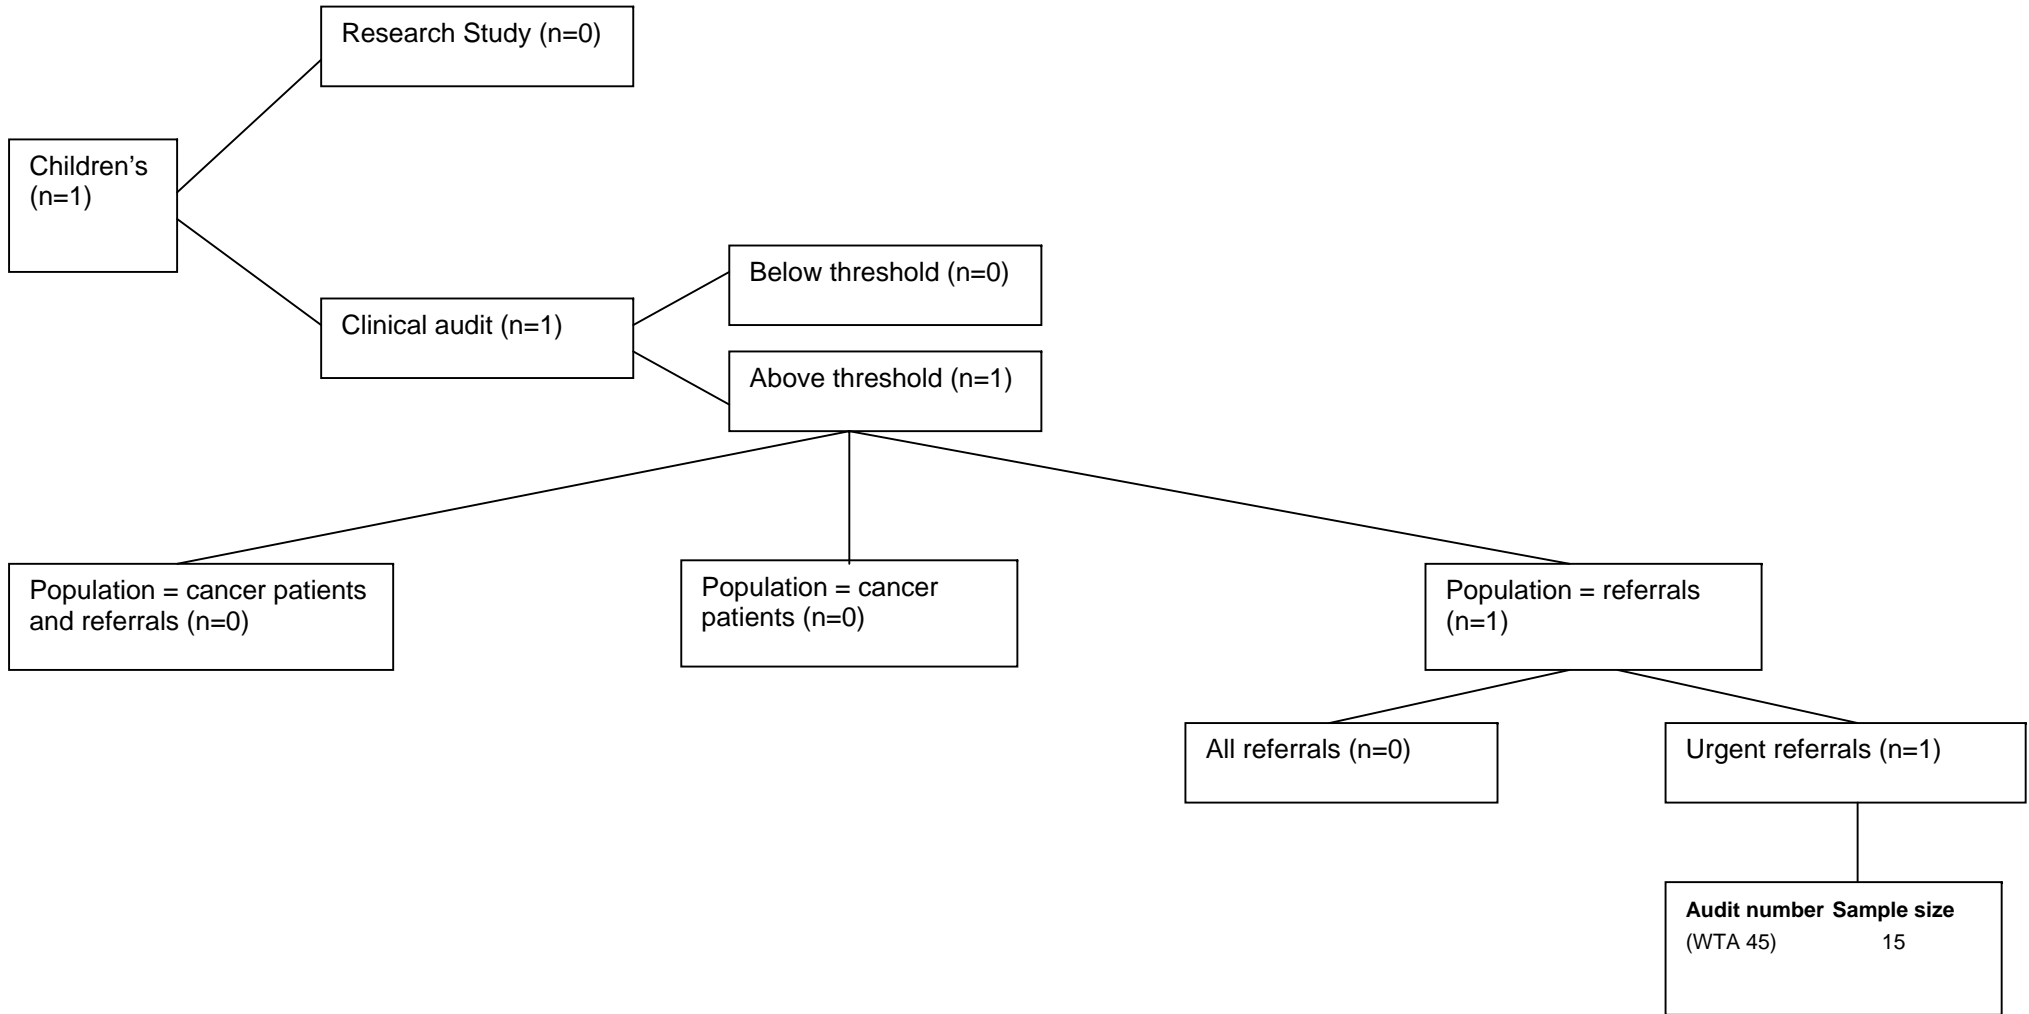 Research Study (n=0)
Children's
(n=1)
Below threshold (n=0)
Clinical audit (n=1)
Above threshold (n=1)
Population = cancer patients
and referrals (n=0)
Population = cancer
patients (n=0)
Population = referrals
(n=1)
All referrals (n=0)
Urgent referrals (n=1)
Audit number Sample size
(WTA 45) 15